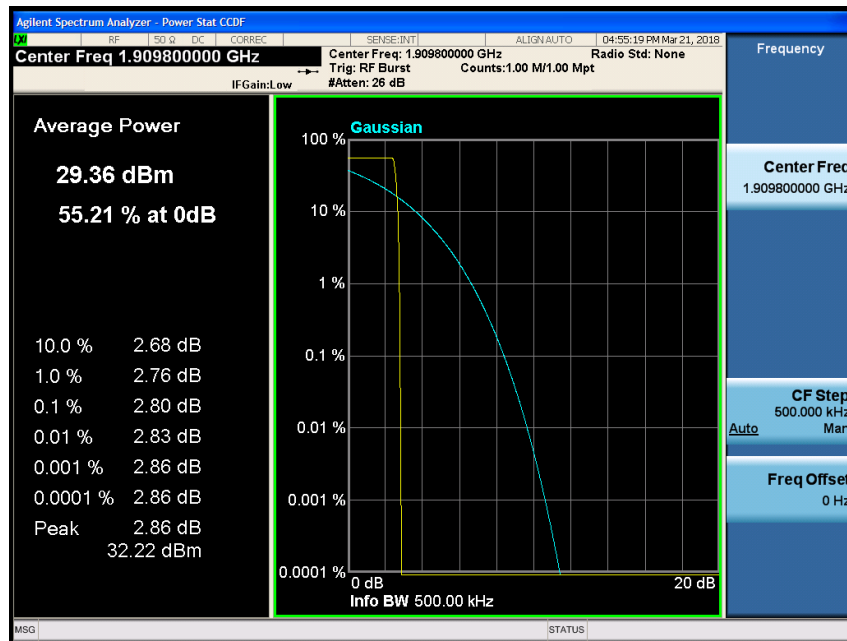 Agilent Spectrum Analyzer - Power Stat CCDF
LXI RF 50 Ω DC CORREC SENSE:INT ALIGN AUTO 04:55:19 PM Mar 21, 2018
Center Freq 1.909800000 GHz
Center Freq: 1.909800000 GHz Radio Std: None
Trig: RF Burst Counts:1.00 M/1.00 Mpt
IFGain:Low #Atten: 26 dB
Average Power
29.36 dBm
55.21 % at 0dB
10.0 % 2.68 dB
1.0 % 2.76 dB
0.1 % 2.80 dB
0.01 % 2.83 dB
0.001 % 2.86 dB
0.0001 % 2.86 dB
Peak 2.86 dB
32.22 dBm
Gaussian
100 %
10 %
1 %
0.1 %
0.01 %
0.001 %
0.0001 %
0 dB 20 dB
Info BW 500.00 kHz
Frequency
Center Freq
1.909800000 GHz
CF Step
500.000 kHz
Auto Man
Freq Offset
0 Hz
MSG STATUS